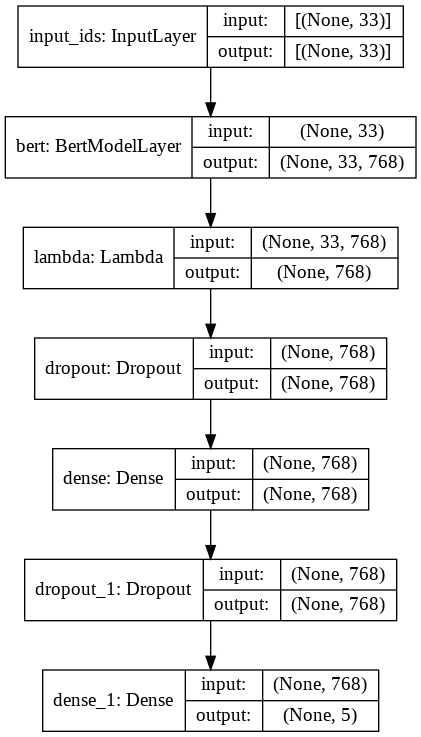 input_ids: InputLayer
input: [(None, 33)]
output: [(None, 33)]
bert: BertModelLayer
input: (None, 33)
output: (None, 33, 768)
lambda: Lambda
input: (None, 33, 768)
output: (None, 768)
dropout: Dropout
input: (None, 768)
output: (None, 768)
dense: Dense
input: (None, 768)
output: (None, 768)
dropout_1: Dropout
input: (None, 768)
output: (None, 768)
dense_1: Dense
input: (None, 768)
output: (None, 5)